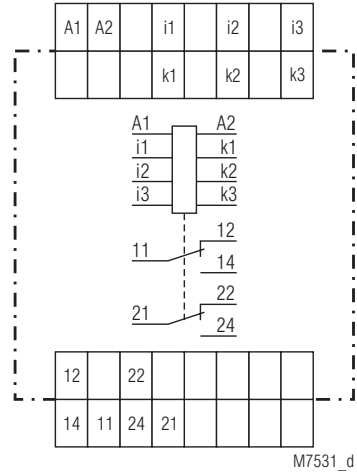 A1 A2 i1 i2 i3
k1 k2 k3
A1 A2
i1 k1
i2 k2
i3 k3
12
11
14
22
21
24
12 22
14 11 24 21
M7531_d